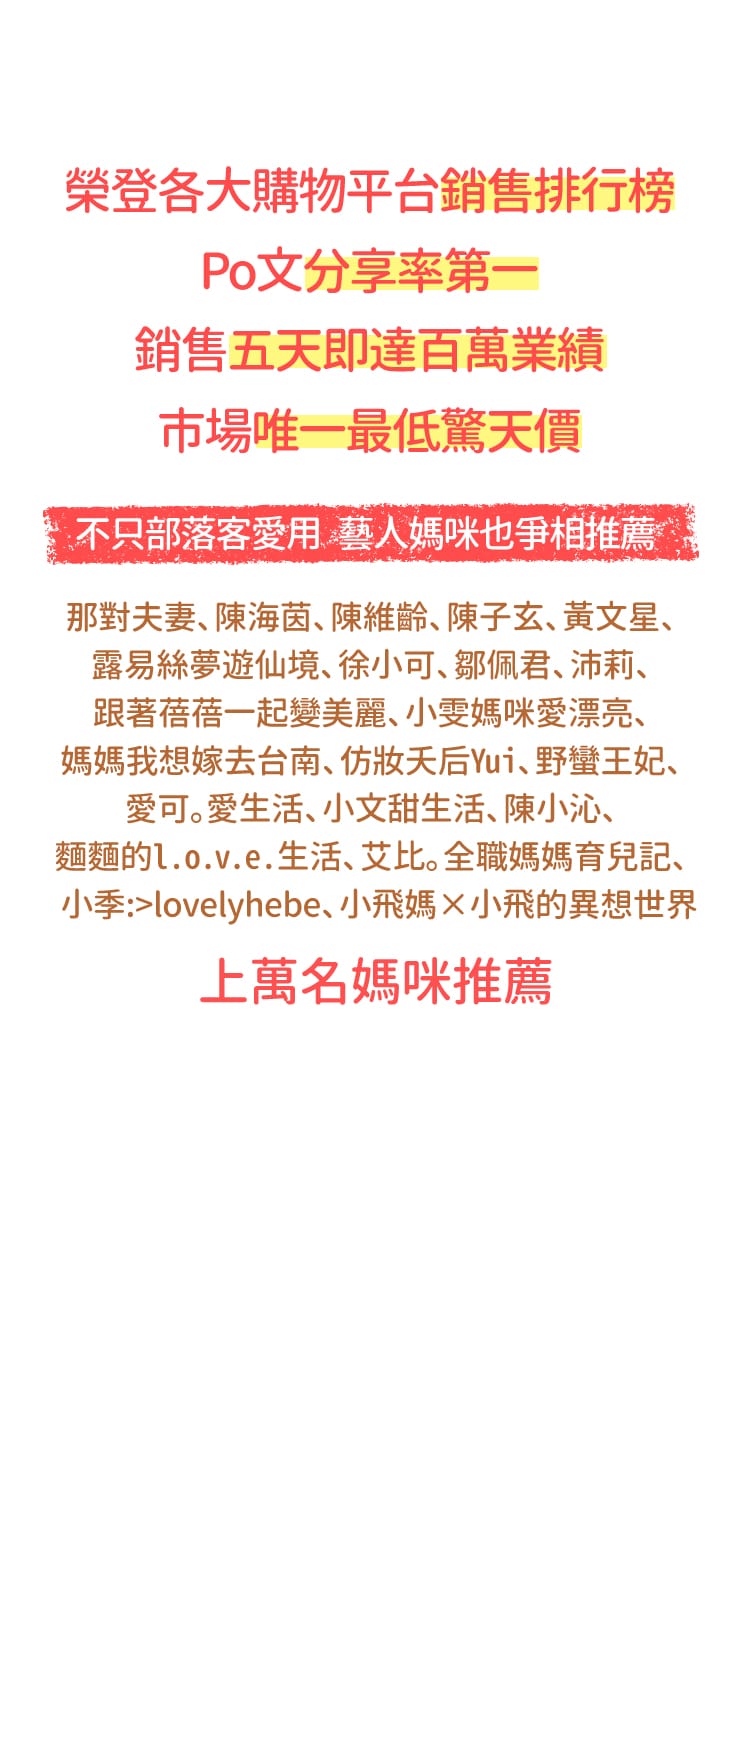 榮登各大購物平台銷售排行榜
Po文分享率第一
銷售五天即達百萬業績
市場唯一最低驚天價
不只部落客愛用 藝人媽咪也爭相推薦
那對夫妻、陳海茵、陳維齡、陳子玄、黃文星、
露易絲夢遊仙境、徐小可、鄒佩君、沛莉、
跟著蓓蓓一起變美麗、小雯媽咪愛漂亮、
媽媽我想嫁去台南、仿妝夭后Yui、野蠻王妃、
愛可。愛生活、小文甜生活、陳小沁、
麵麵的l.o.v.e.生活、艾比。全職媽媽育兒記、
小季:>lovelyhebe、小飛媽×小飛的異想世界
上萬名媽咪推薦